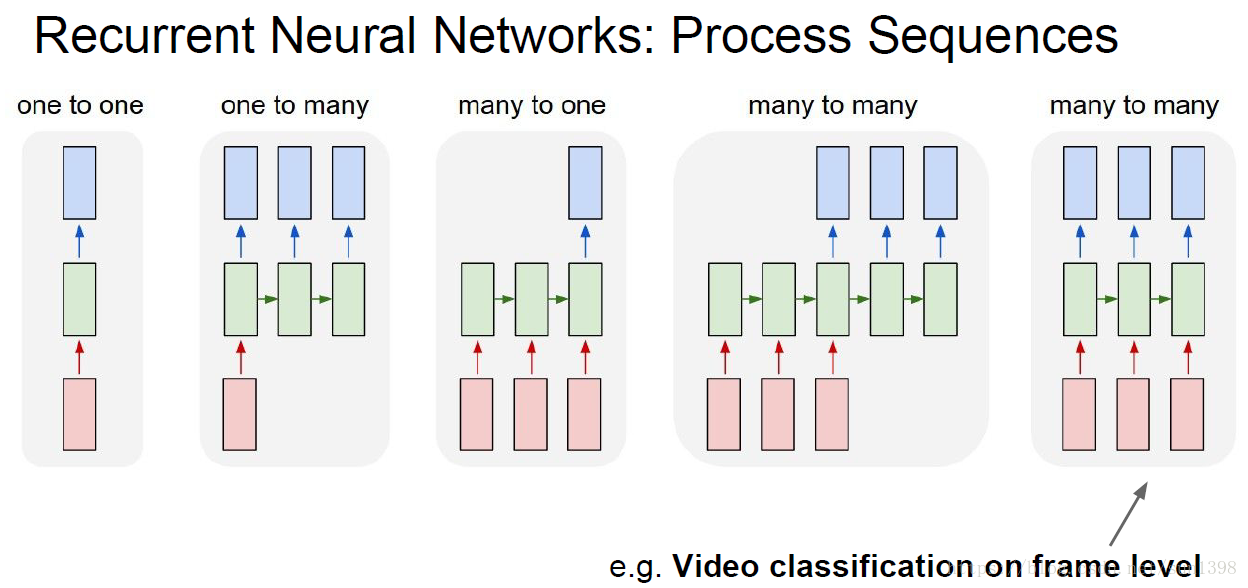 Recurrent Neural Networks: Process Sequences
one to one
one to many
many to one
many to many
many to many
e.g. Video classification on frame level